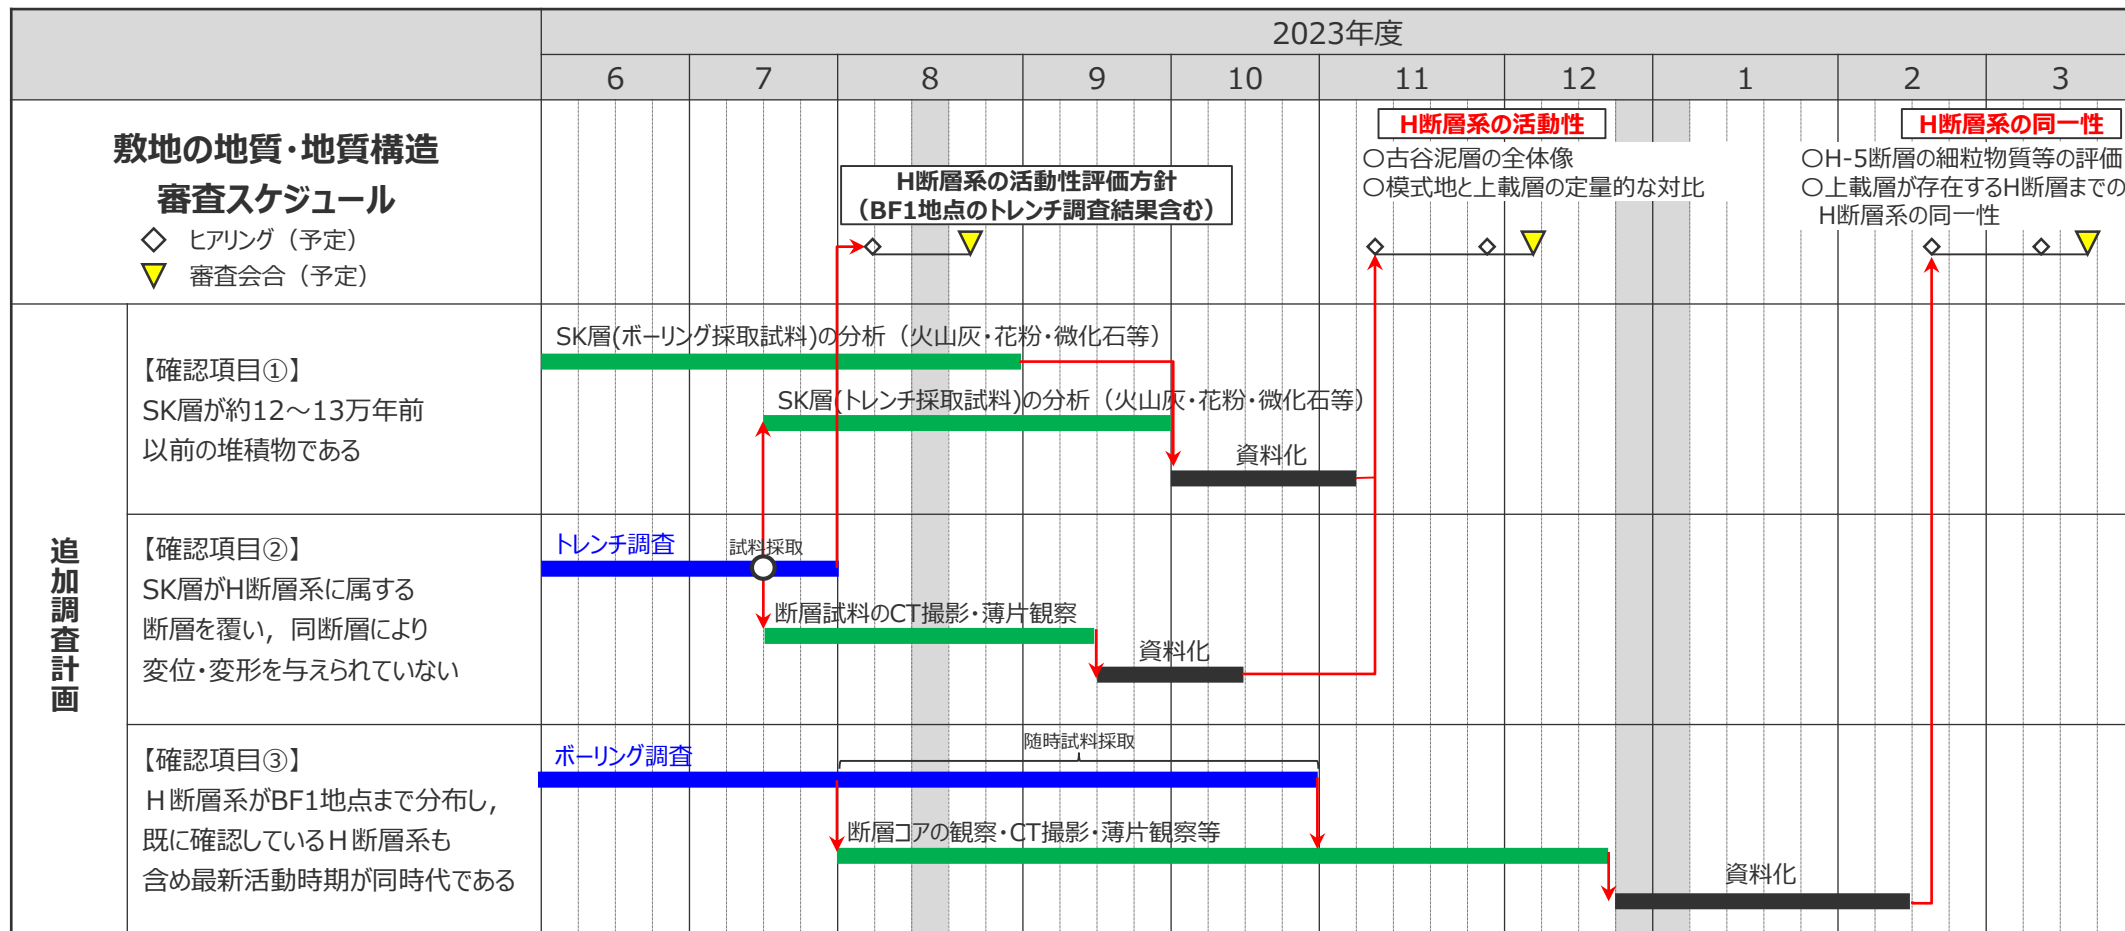 2023年度
6 7 8 9 10 11 12 1 2 3
敷地の地質・地質構造
審査スケジュール
◇ ヒアリング（予定）
▽ 審査会合（予定）
H断層系の活動性評価方針
（BF1地点のトレンチ調査結果含む）
H断層系の活動性
○古谷泥層の全体像
○模式地と上載層の定量的な対比
H断層系の同一性
○H-5断層の細粒物質等の評価
○上載層が存在するH断層までの
H断層系の同一性
追加調査計画
【確認項目①】
SK層が約12～13万年前
以前の堆積物である
SK層(ボーリング採取試料)の分析（火山灰・花粉・微化石等）
SK層(トレンチ採取試料)の分析（火山灰・花粉・微化石等）
資料化
【確認項目②】
SK層がH断層系に属する
断層を覆い，同断層により
変位・変形を与えられていない
トレンチ調査
試料採取
断層試料のCT撮影・薄片観察
資料化
【確認項目③】
H断層系がBF1地点まで分布し，
既に確認しているH断層系も
含め最新活動時期が同時代である
ボーリング調査
随時試料採取
断層コアの観察・CT撮影・薄片観察等
資料化